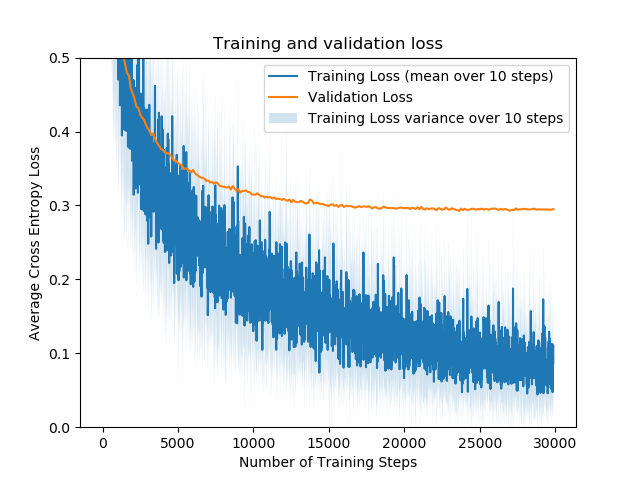 Training and validation loss
Training Loss (mean over 10 steps)
Validation Loss
Training Loss variance over 10 steps
Average Cross Entropy Loss
0.5
0.4
0.3
0.2
0.1
0.0
0 5000 10000 15000 20000 25000 30000
Number of Training Steps